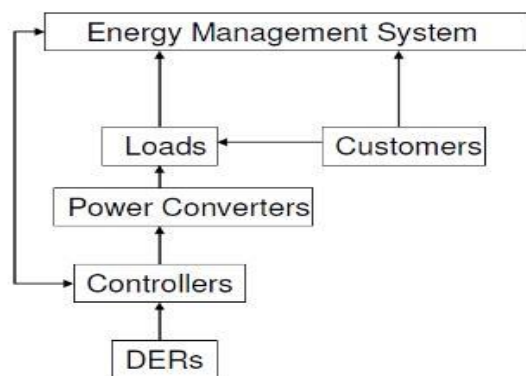 Energy Management System
Loads
Customers
Power Converters
Controllers
DERs